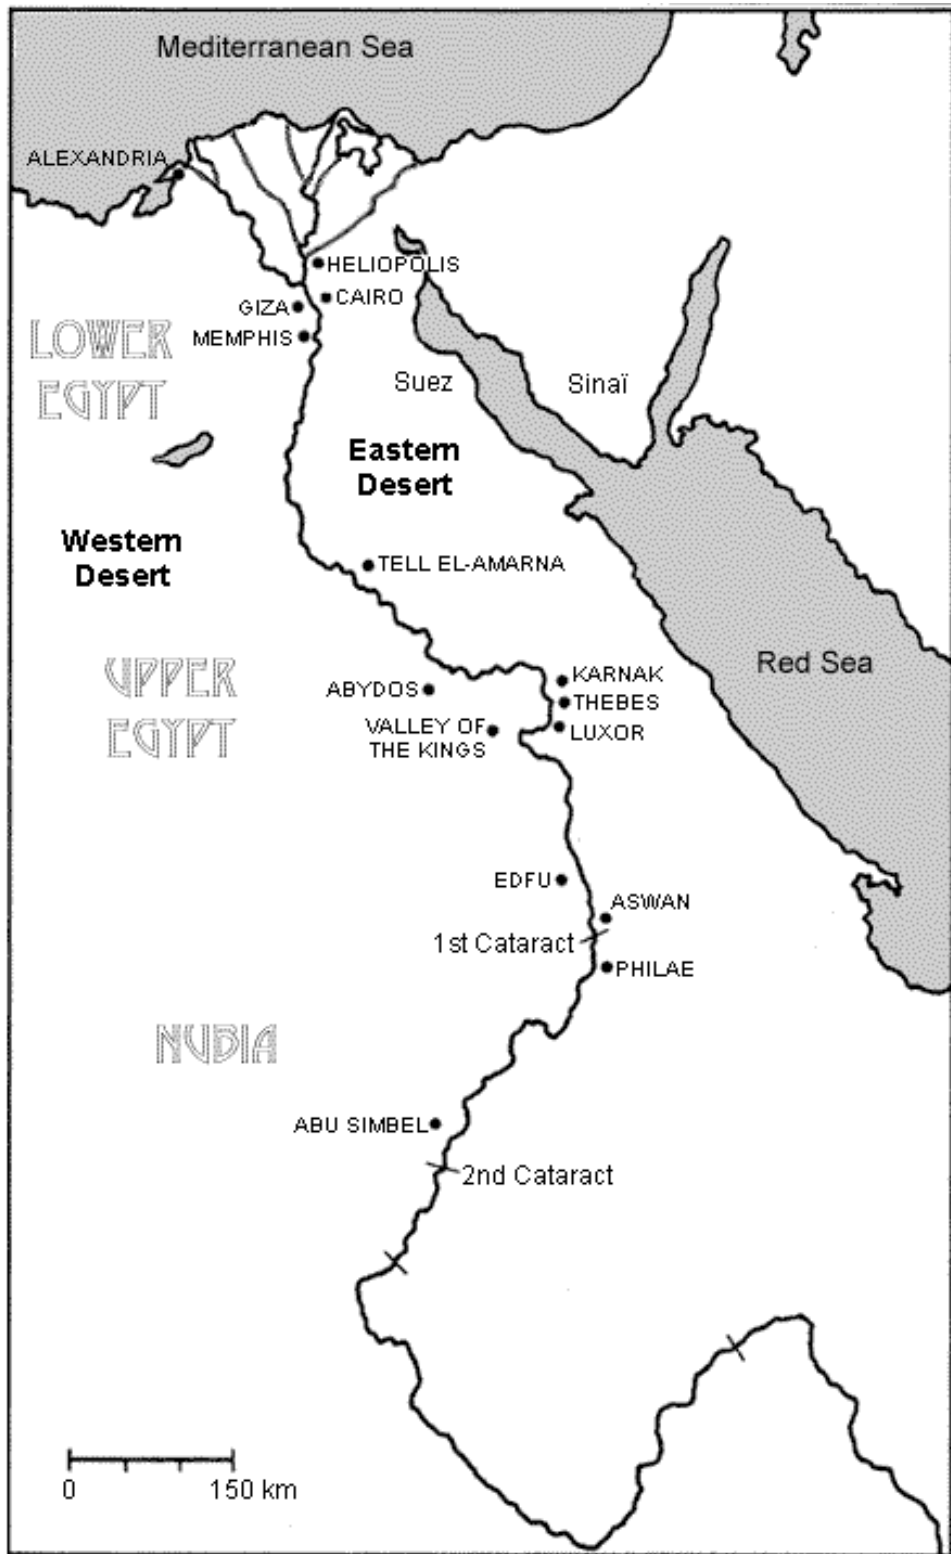 Mediterranean Sea
ALEXANDRIA
HELIOPOLIS
CAIRO
GIZA
MEMPHIS
LOWER
EGYPT
Suez
Sinaï
Eastern
Desert
Western
Desert
TELL EL-AMARNA
Red Sea
UPPER
EGYPT
KARNAK
ABYDOS
THEBES
VALLEY OF
THE KINGS
LUXOR
EDFU
ASWAN
1st Cataract
PHILAE
NUBIA
ABU SIMBEL
2nd Cataract
0 150 km